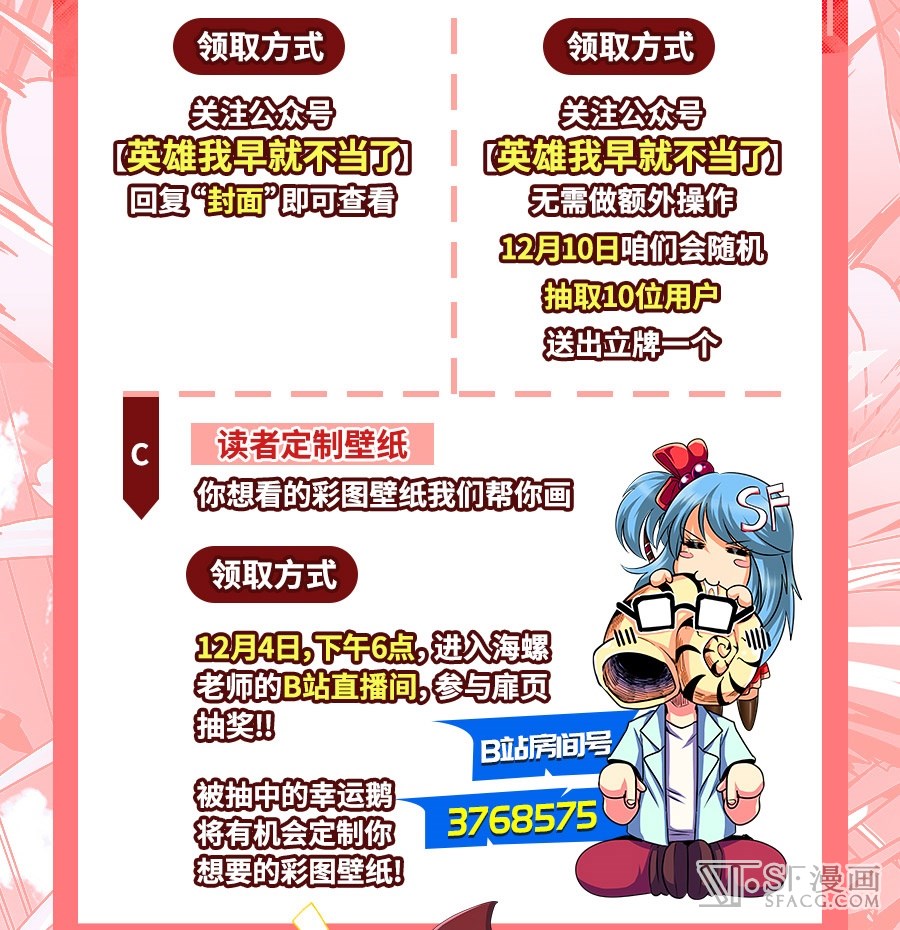 领取方式
关注公众号
【英雄我早就不当了】
回复“封面”即可查看
领取方式
关注公众号
【英雄我早就不当了】
无需做额外操作
12月10日咱们会随机
抽取10位用户
送出立牌一个
C
读者定制壁纸
你想看的彩图壁纸我们帮你画
领取方式
12月4日,下午6点,进入海螺
老师的B站直播间,参与扉页
抽奖!!
被抽中的幸运鹅
将有机会定制你
想要的彩图壁纸!
SF
B站房间号
3768575
SF漫画
SFACG.COM